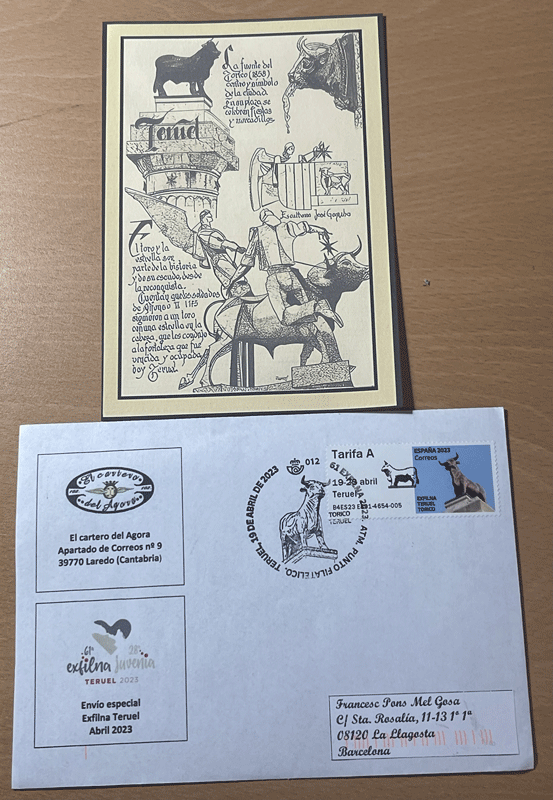 La fuente del
Torico (1858)
centro y símbolo
de la ciudad
En su plaza se
celebran fiestas
y mercadillos
Teruel
Esculturas José Gonzalvo
El toro y la
estrella son
parte de la historia
y de su escudo, desde
la reconquista.
Cuentan que los soldados
de Alfonso II 1175
siguieron a un toro
con una estrella en la
cabeza, que les condujo
a la fortaleza que fue
vencida y ocupada
hoy Teruel
El cartero
del Agora
El cartero del Agora
Apartado de Correos nº 9
39770 Laredo (Cantabria)
61ª 28ª
exfilna Juvenia
TERUEL 2023
Envío especial
Exfilna Teruel
Abril 2023
012
61 EXFILNA 2023. ATM. PUNTO FILATÉLICO. TERUEL, 19 DE ABRIL DE 2023
Tarifa A
19-23 abril
Teruel
B4ES23 -4654-005
TORICO
TERUEL
ESPAÑA 2023
Correos
EXFILNA
TERUEL
TORICO
Francesc Pons Mel Gosa
C/ Sta. Rosalía, 11-13 1º 1ª
08120 La Llagosta
Barcelona